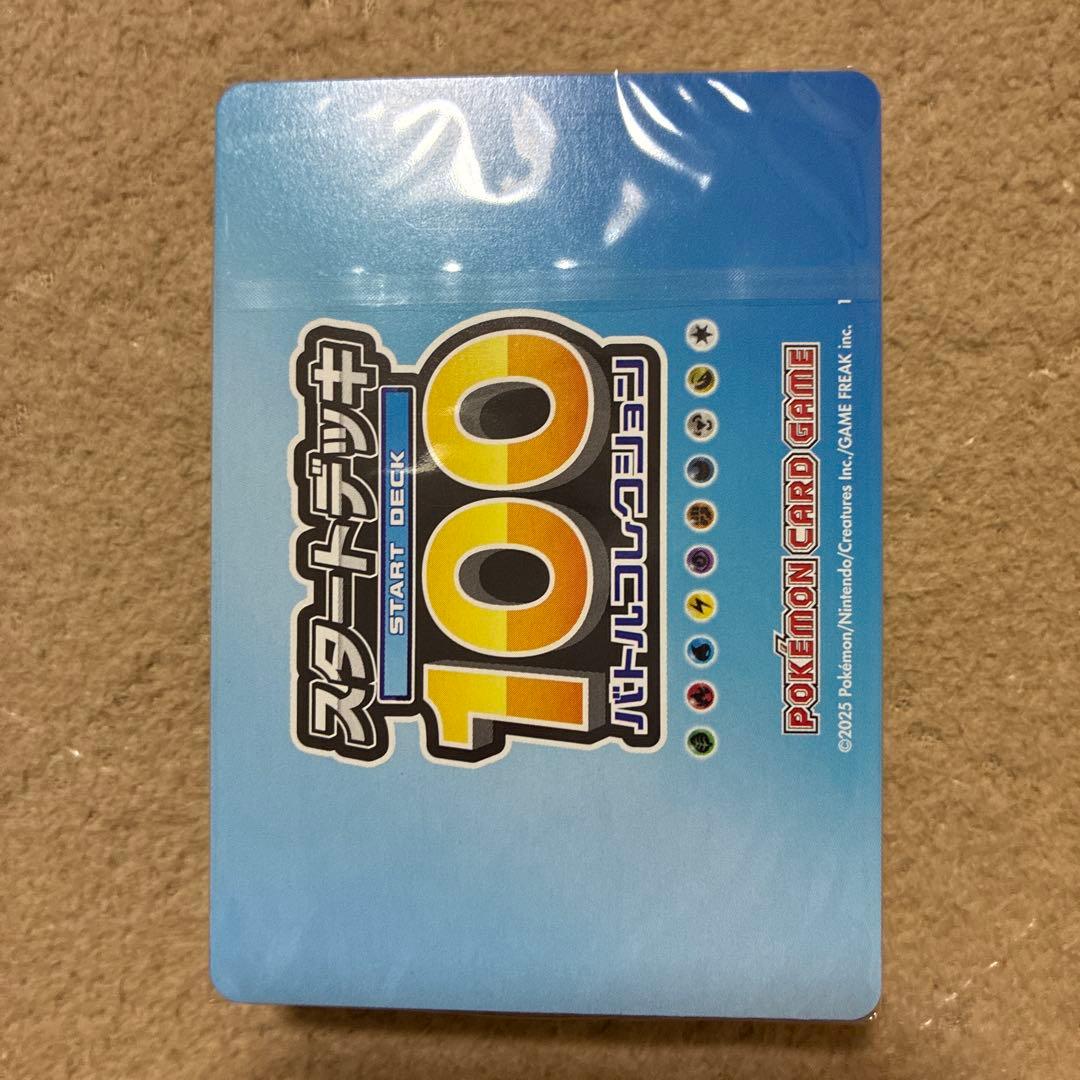 スタートデッキ
START DECK
100
バトルコレクション
POKÉMON CARD GAME
©2025 Pokémon/Nintendo/Creatures Inc./GAME FREAK inc. 1